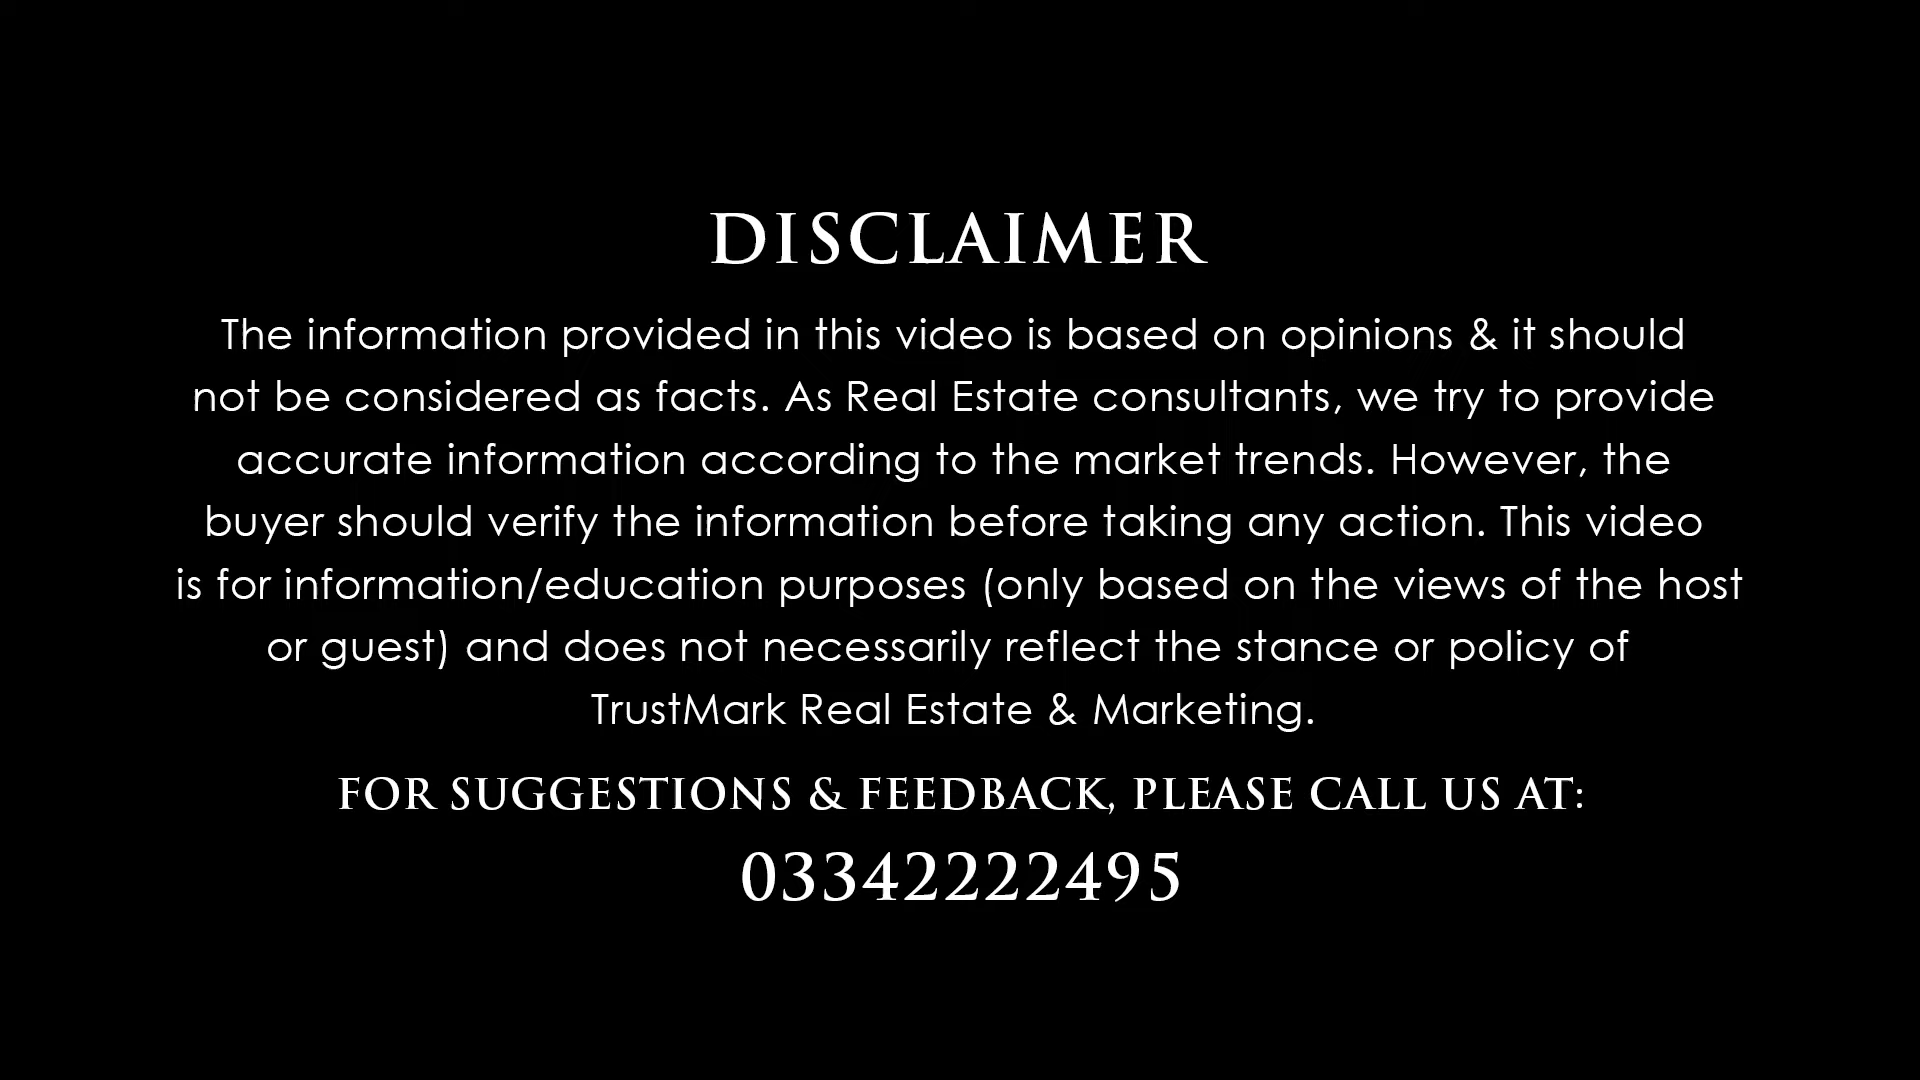 DISCLAIMER
The information provided in this video is based on opinions & it should
not be considered as facts. As Real Estate consultants, we try to provide
accurate information according to the market trends. However, the
buyer should verify the information before taking any action. This video
is for information/education purposes (only based on the views of the host
or guest) and does not necessarily reflect the stance or policy of
TrustMark Real Estate & Marketing.
FOR SUGGESTIONS & FEEDBACK, PLEASE CALL US AT:
03342222495